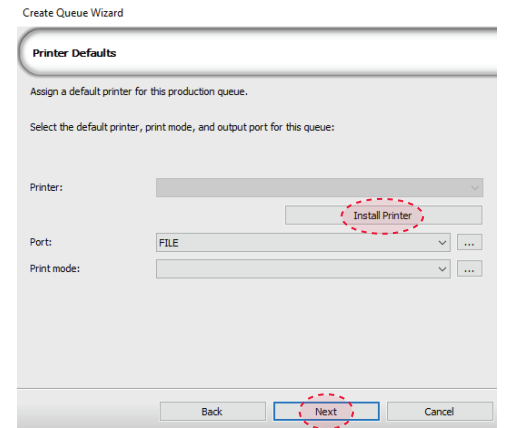 Create Queue Wizard
Printer Defaults
Assign a default printer for this production queue.
Select the default printer, print mode, and output port for this queue:
Printer:
Install Printer
Port: FILE ...
Print mode: ...
Back Next Cancel